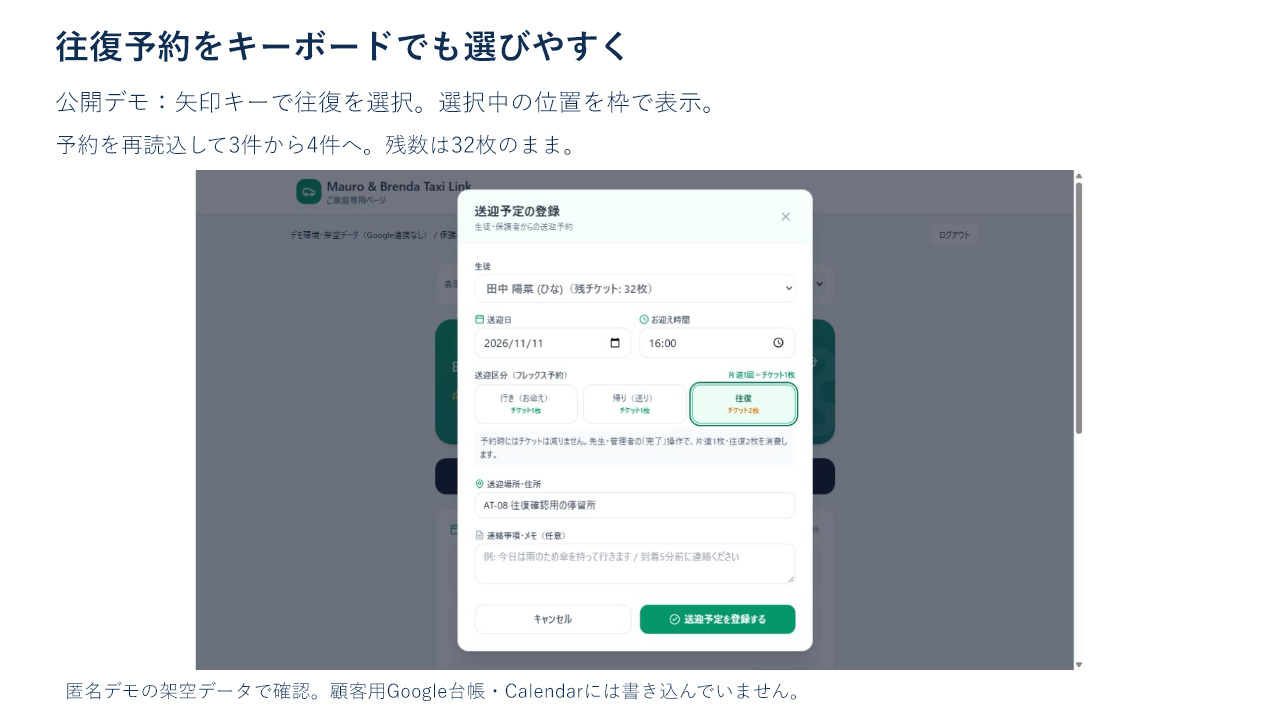 往復予約をキーボードでも選びやすく
公開デモ：矢印キーで往復を選択。選択中の位置を枠で表示。
予約を再読込して3件から4件へ。残数は32枚のまま。
Mauro & Brenda Taxi Link
ご家庭専用ページ
デモ環境・架空データ（Google連携なし） / 保護
ログアウト
表示
送迎予定の登録
生徒・保護者からの送迎予約
生徒
田中 陽菜 (ひな)（残チケット: 32枚）
送迎日
お迎え時間
2026/11/11
16:00
送迎区分（フレックス予約）
片道1回＝チケット1枚
行き（お迎え）
チケット1枚
帰り（送り）
チケット1枚
往復
チケット2枚
予約時にはチケットは減りません。先生・管理者の「完了」操作で、片道1枚・往復2枚を消費し
ます。
送迎場所・住所
AT-08 往復確認用の停留所
連絡事項・メモ（任意）
例: 今日は雨のため傘を持って行きます / 到着5分前に連絡ください
キャンセル
送迎予定を登録する
匿名デモの架空データで確認。顧客用Google台帳・Calendarには書き込んでいません。